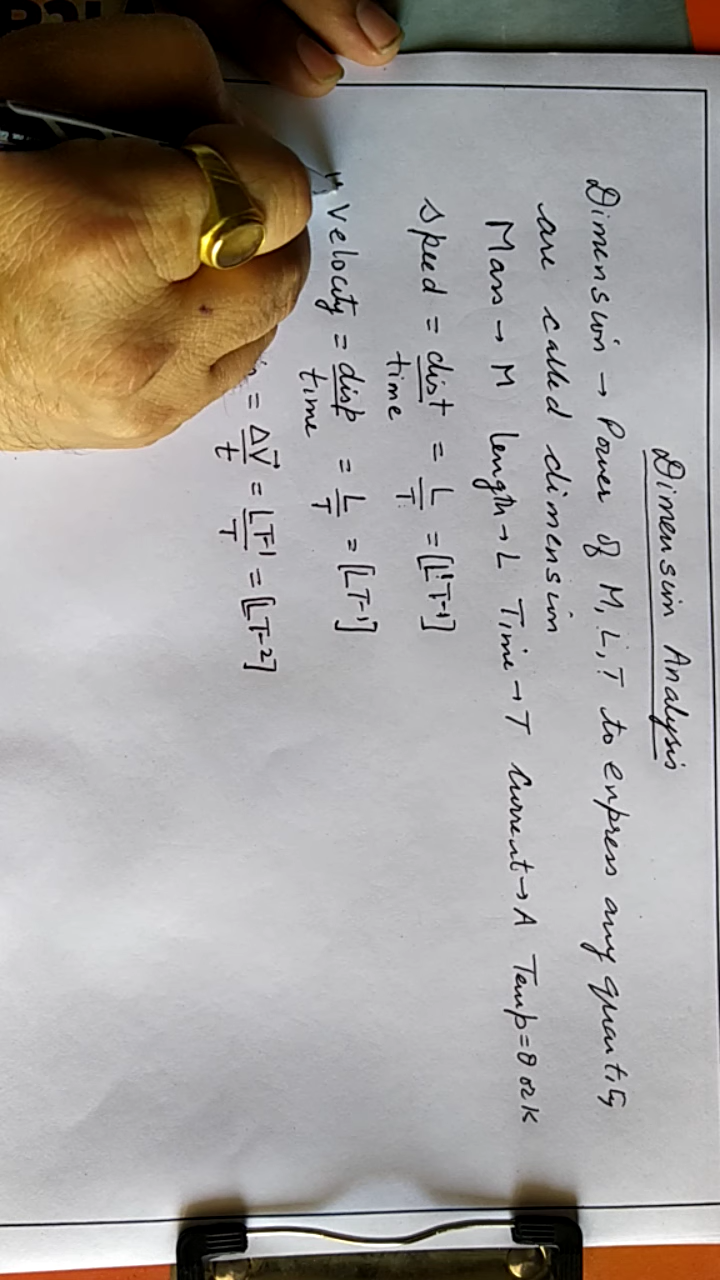 Dimension Analysis
Dimension → Power of M, L, T to express any quantity
are called dimension
Mass → M length → L Time → T Current → A Temp = θ or K
speed = dist/time = L/T = [L¹T-1]
velocity = disp/time = L/T = [LT-1]
= ΔV⃗/t = LT-1/T = [LT-2]